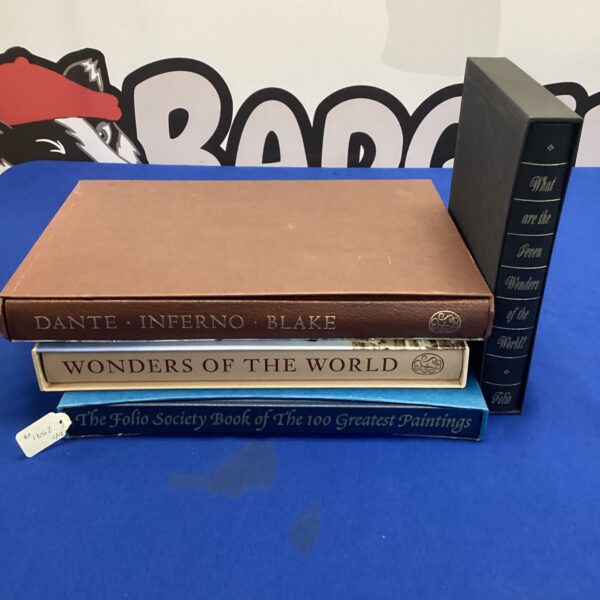 DANTE · INFERNO · BLAKE
WONDERS OF THE WORLD
The Folio Society Book of The 100 Greatest Paintings
What
are the
Seven
Wonders
of the
World?
Folio